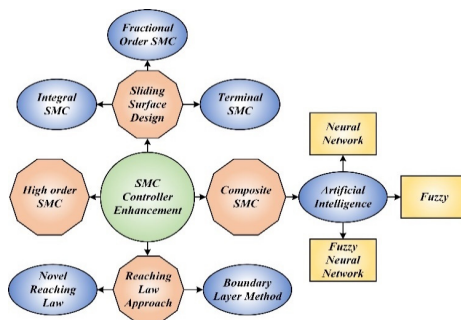 Fractional
Order SMC
Integral
SMC
Sliding
Surface
Design
Terminal
SMC
Neural
Network
High order
SMC
SMC
Controller
Enhancement
Composite
SMC
Artificial
Intelligence
Fuzzy
Fuzzy
Neural
Network
Novel
Reaching
Law
Reaching
Law
Approach
Boundary
Layer Method